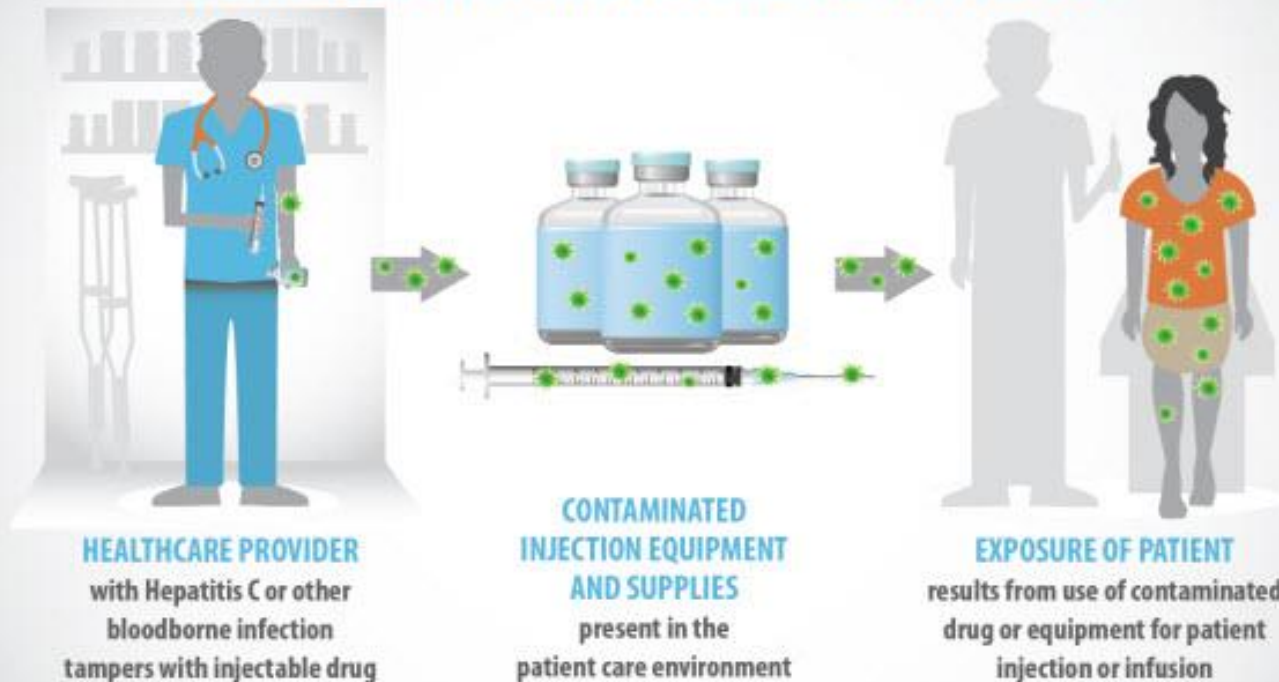 HEALTHCARE PROVIDER
with Hepatitis C or other
bloodborne infection
tampers with injectable drug
CONTAMINATED
INJECTION EQUIPMENT
AND SUPPLIES
present in the
patient care environment
EXPOSURE OF PATIENT
results from use of contaminated
drug or equipment for patient
injection or infusion